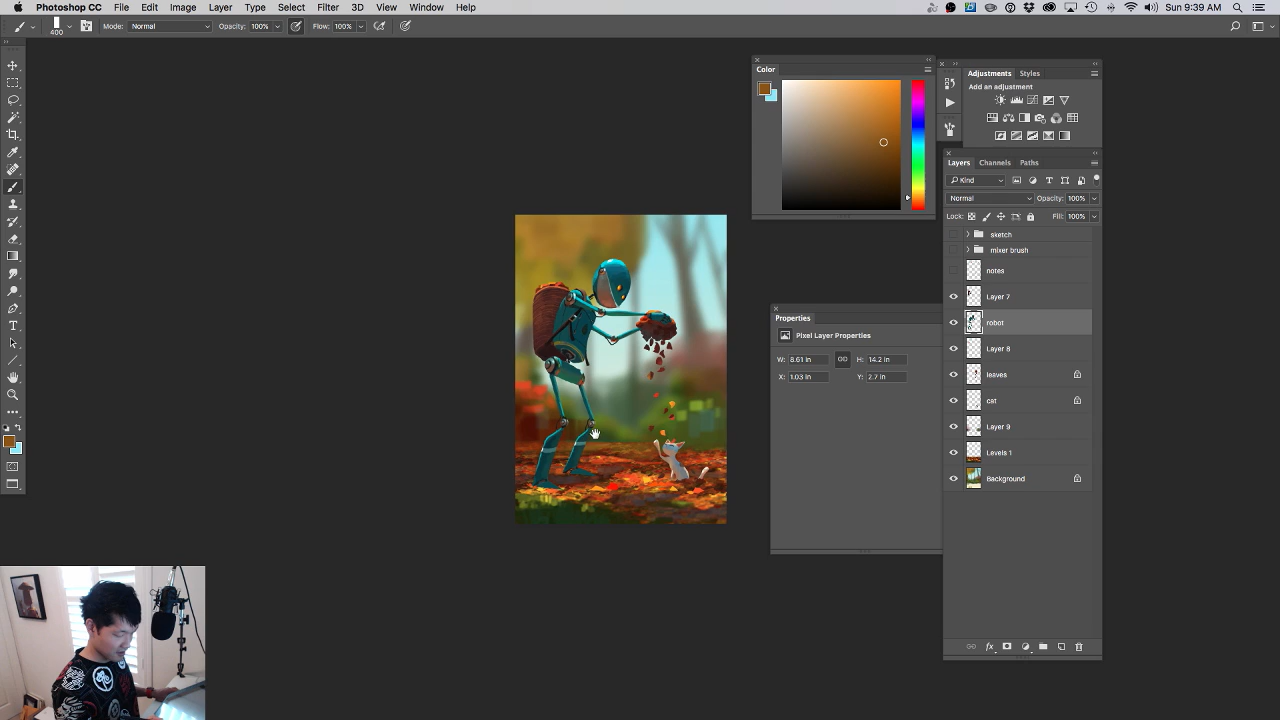 Photoshop CC File Edit Image Layer Type Select Filter 3D View Window Help Sun 9:39 AM
400 Mode: Normal Opacity: 100% Flow: 100%
Color
Adjustments Styles
Add an adjustment
Layers Channels Paths
Kind
Normal Opacity: 100%
Lock: Fill: 100%
sketch
mixer brush
notes
Layer 7
robot
Layer 8
leaves
cat
Layer 9
Levels 1
Background
Properties
Pixel Layer Properties
W: 8.61 in H: 14.2 in
X: 1.03 in Y: 2.7 in
fx